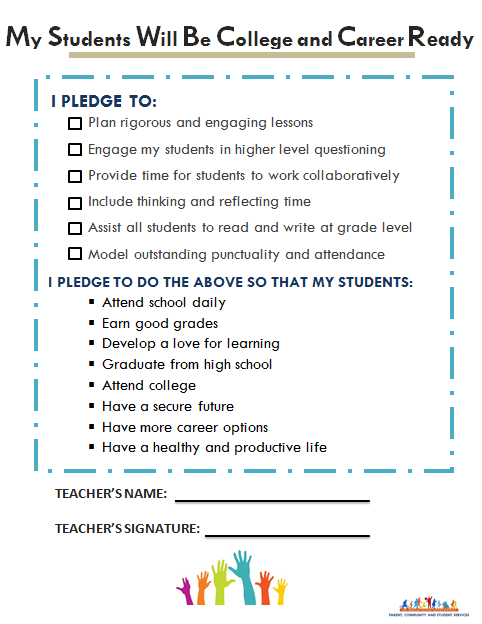 My Students Will Be College and Career Ready
I PLEDGE TO:
Plan rigorous and engaging lessons
Engage my students in higher level questioning
Provide time for students to work collaboratively
Include thinking and reflecting time
Assist all students to read and write at grade level
Model outstanding punctuality and attendance
I PLEDGE TO DO THE ABOVE SO THAT MY STUDENTS:
Attend school daily
Earn good grades
Develop a love for learning
Graduate from high school
Attend college
Have a secure future
Have more career options
Have a healthy and productive life
TEACHER'S NAME:
TEACHER'S SIGNATURE:
PARENT, COMMUNITY AND STUDENT SERVICES